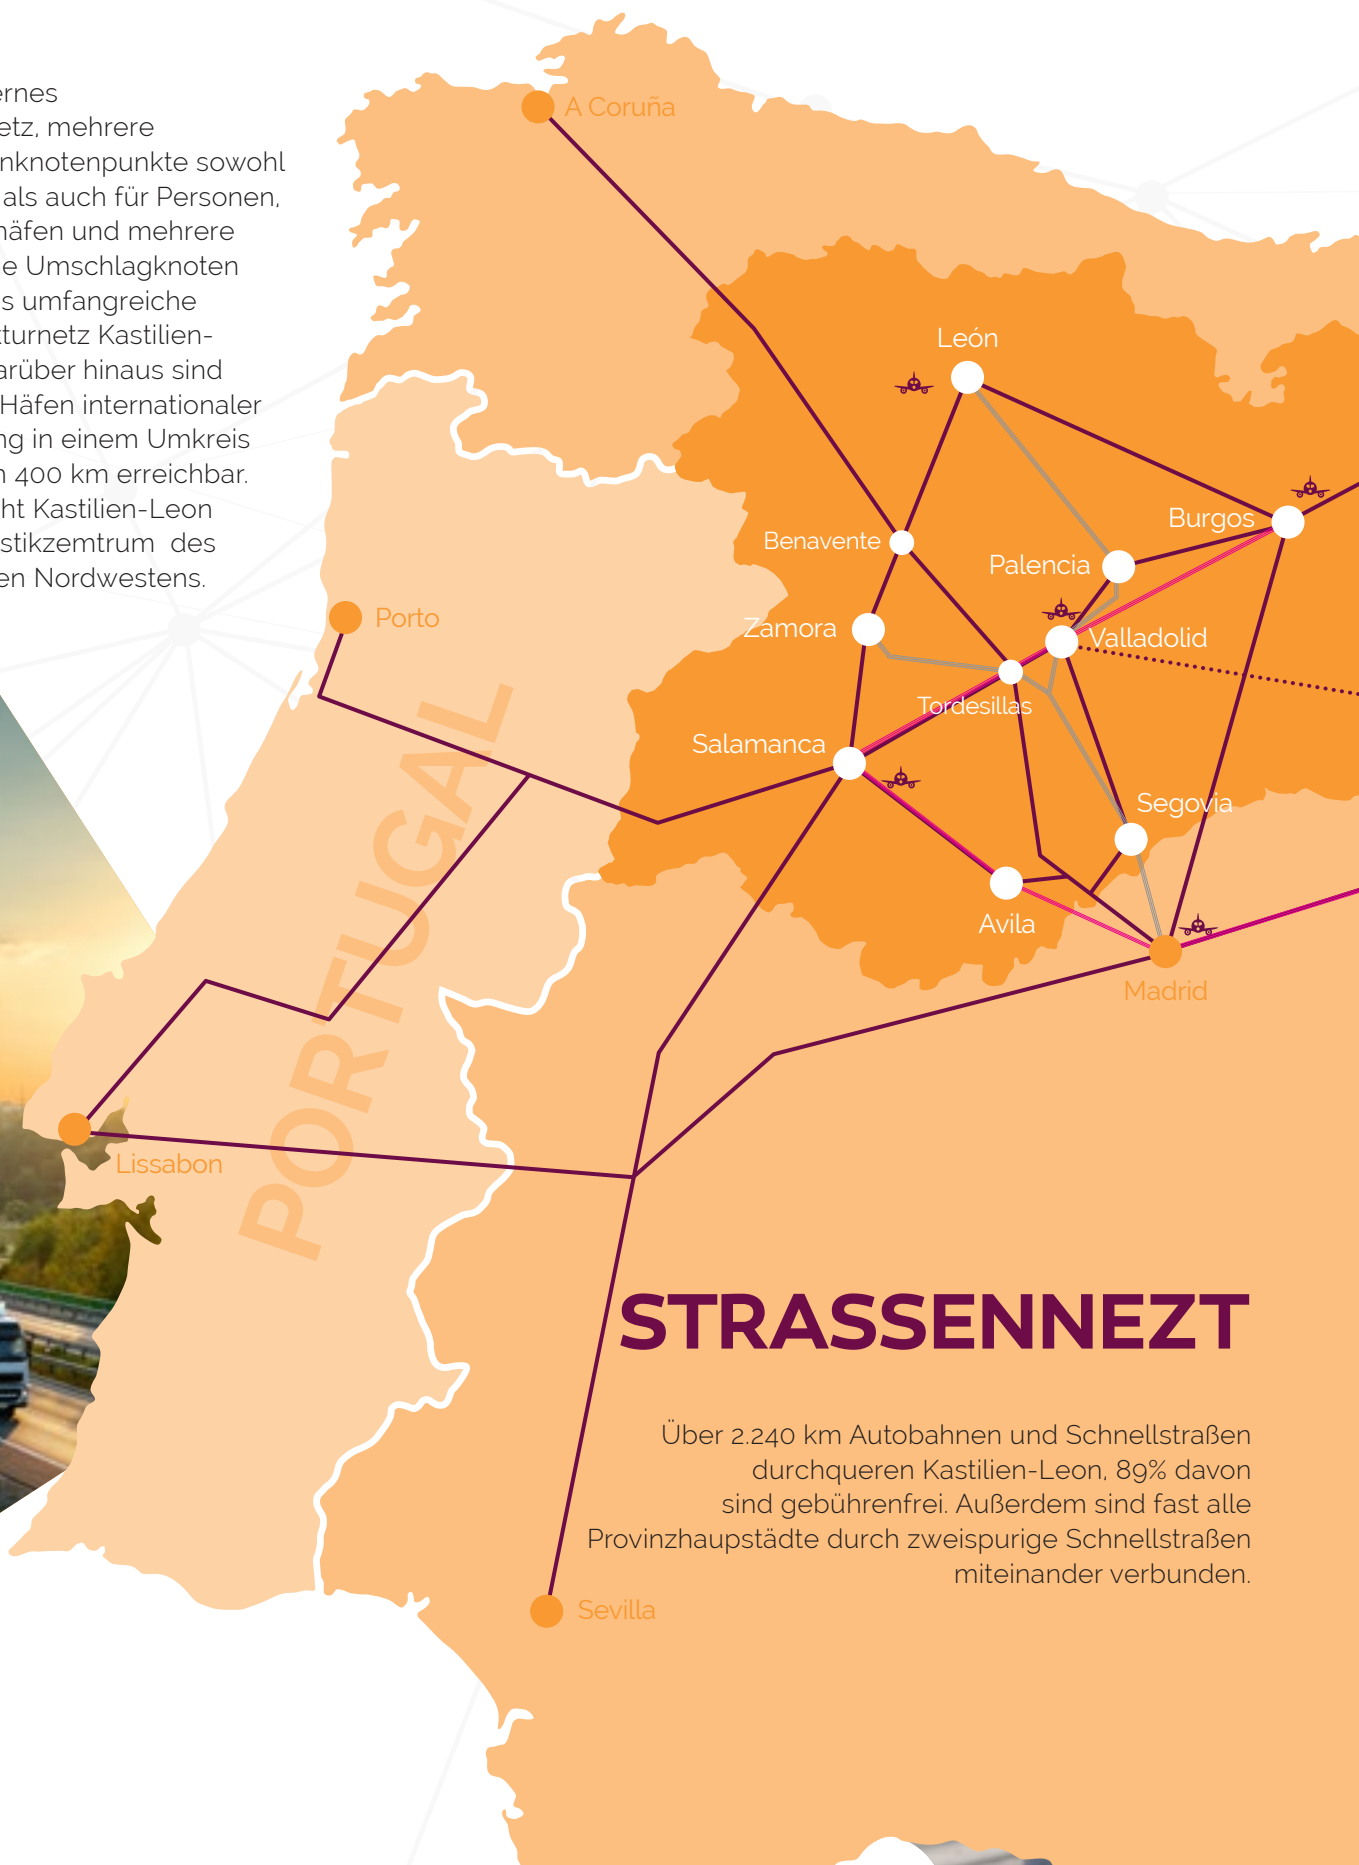 ernes
etz, mehrere
nknotenpunkte sowohl
als auch für Personen,
häfen und mehrere
e Umschlagknoten
s umfangreiche
kturnetz Kastilien-
arüber hinaus sind
Häfen internationaler
ng in einem Umkreis
n 400 km erreichbar.
ht Kastilien-Leon
stikzemtrum des
en Nordwestens.
A Coruña
León
Burgos
Benavente
Palencia
Porto
Zamora
Valladolid
Tordesillas
Salamanca
Segovia
Avila
Madrid
PORTUGAL
Lissabon
STRASSENNEZT
Über 2.240 km Autobahnen und Schnellstraßen
durchqueren Kastilien-Leon, 89% davon
sind gebührenfrei. Außerdem sind fast alle
Provinzhaupstädte durch zweispurige Schnellstraßen
miteinander verbunden.
Sevilla